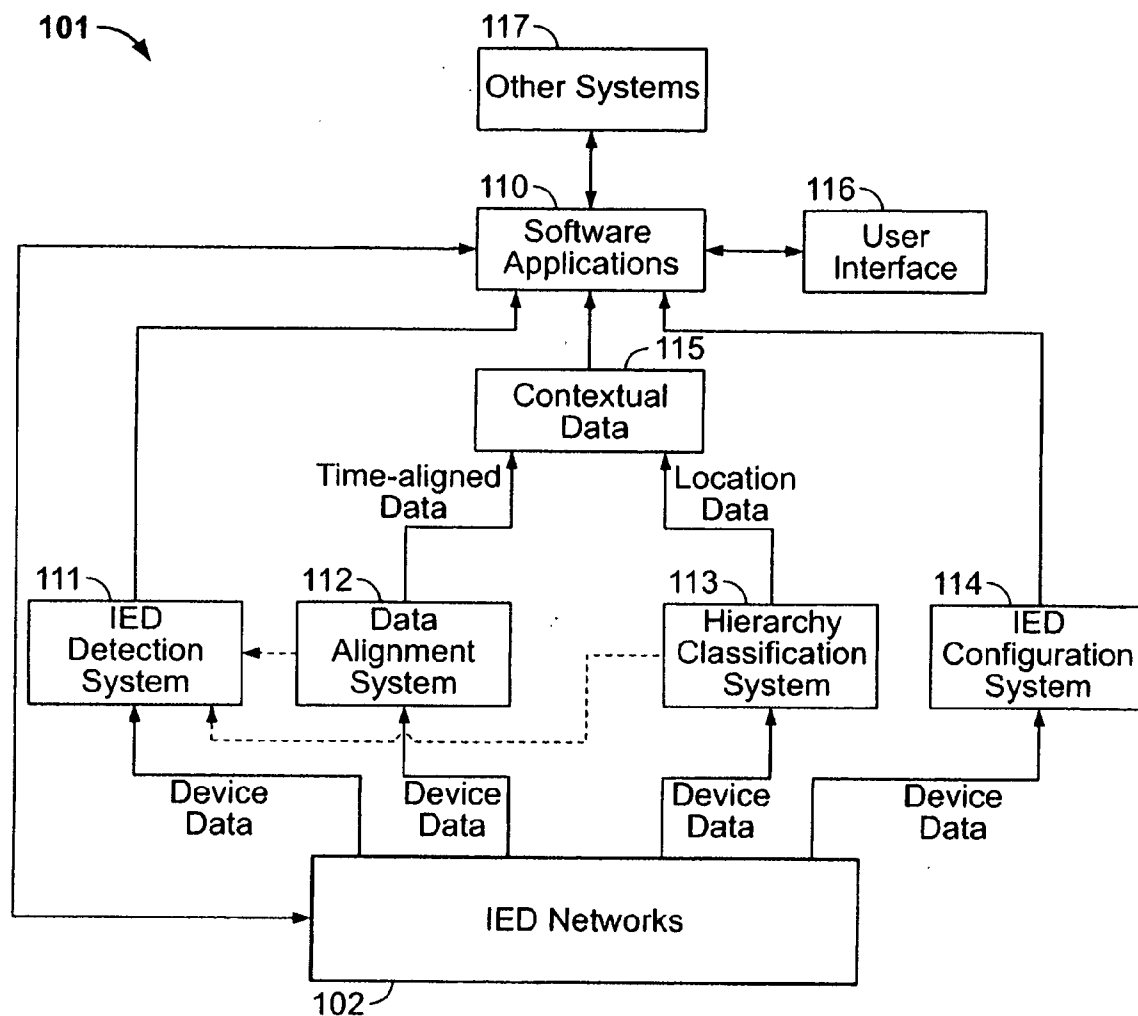 101
117
Other Systems
110
116
Software
Applications
User
Interface
115
Contextual
Data
Time-aligned
Data
Location
Data
111
112
113
114
IED
Detection
System
Data
Alignment
System
Hierarchy
Classification
System
IED
Configuration
System
Device
Data
Device
Data
Device
Data
Device
Data
IED Networks
102